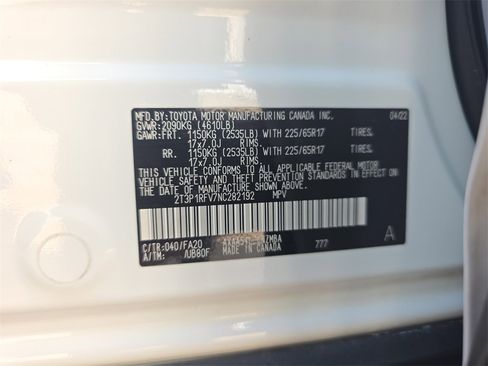 MFD. BY: TOYOTA MOTOR MANUFACTURING CANADA INC. 04/22
GVWR: 2090KG (4610LB)
GAWR: FRT. 1150KG (2535LB) WITH 225/65R17 TIRES,
17x7.0J RIMS.
RR. 1150KG (2535LB) WITH 225/65R17 TIRES,
17x7.0J RIMS.
THIS VEHICLE CONFORMS TO ALL APPLICABLE FEDERAL MOTOR
VEHICLE SAFETY AND THEFT PREVENTION STANDARDS IN EFFECT ON
THE DATE OF MANUFACTURE SHOWN ABOVE.
2T3P1RFV7NC282192 MPV
C/TR:040/FA20
A/TM: /UB80F
MADE IN CANADA
777
A